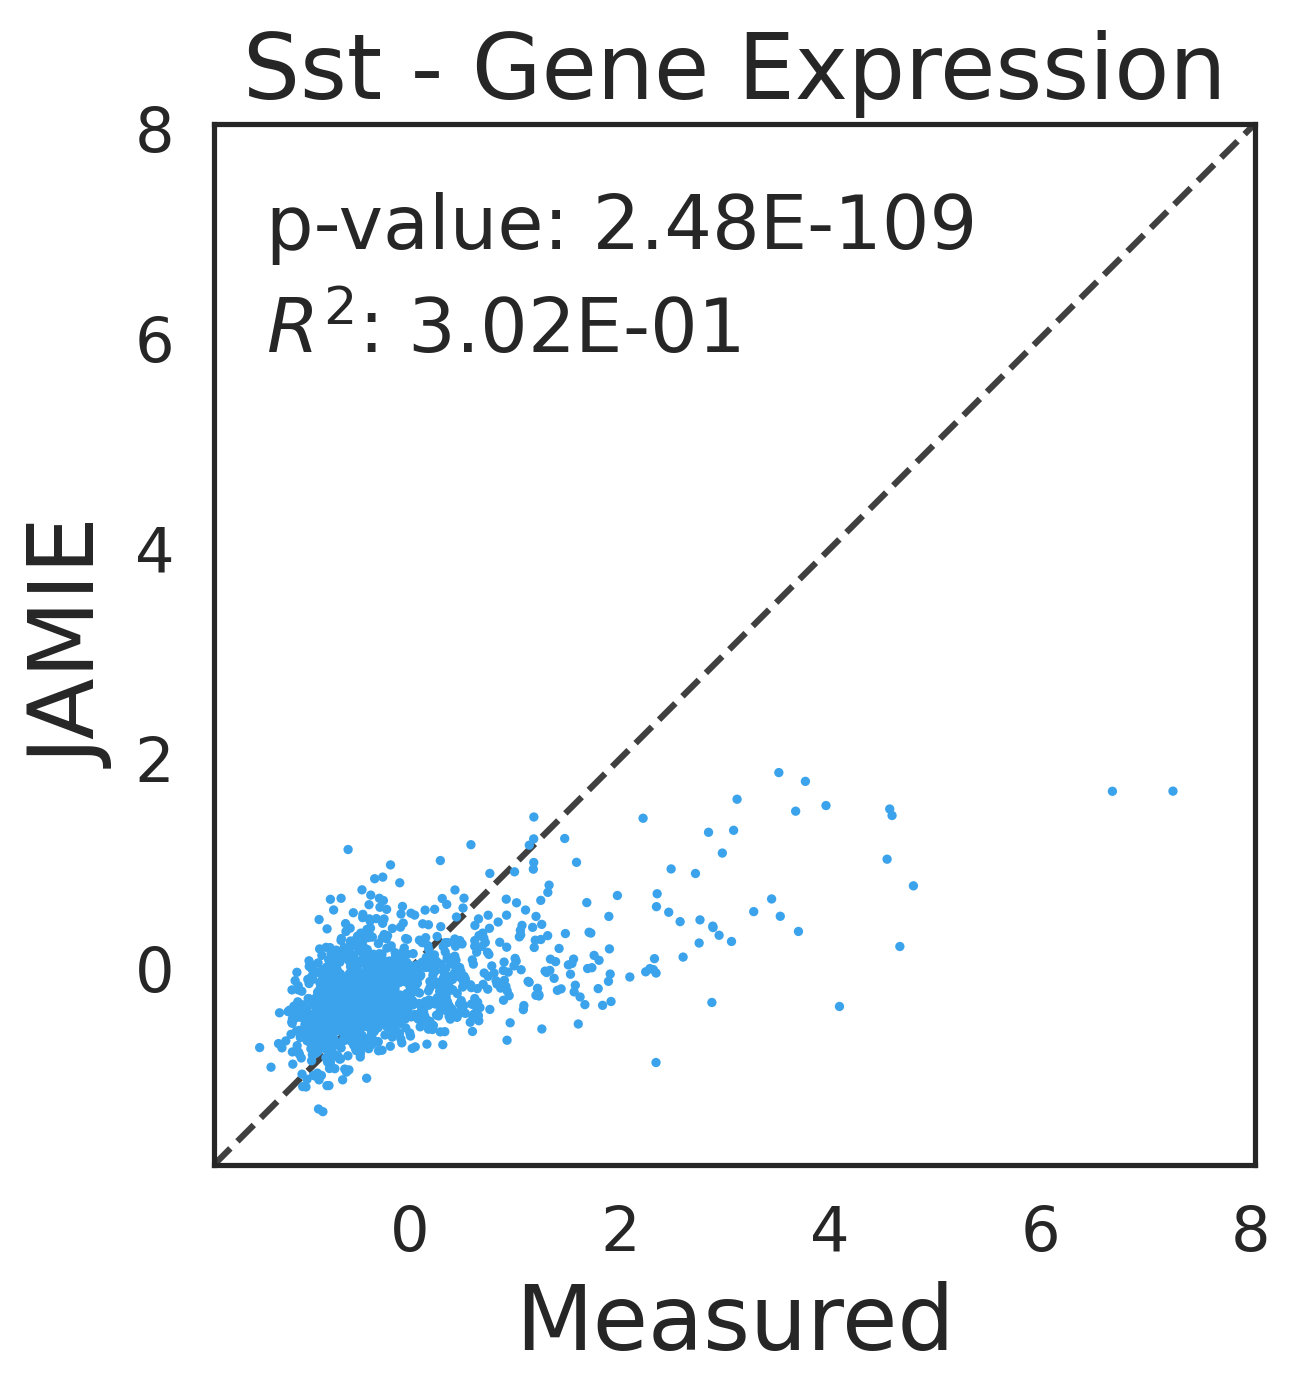 Sst - Gene Expression
p-value: 2.48E-109
R²: 3.02E-01
8
6
4
2
0
JAMIE
0 2 4 6 8
Measured